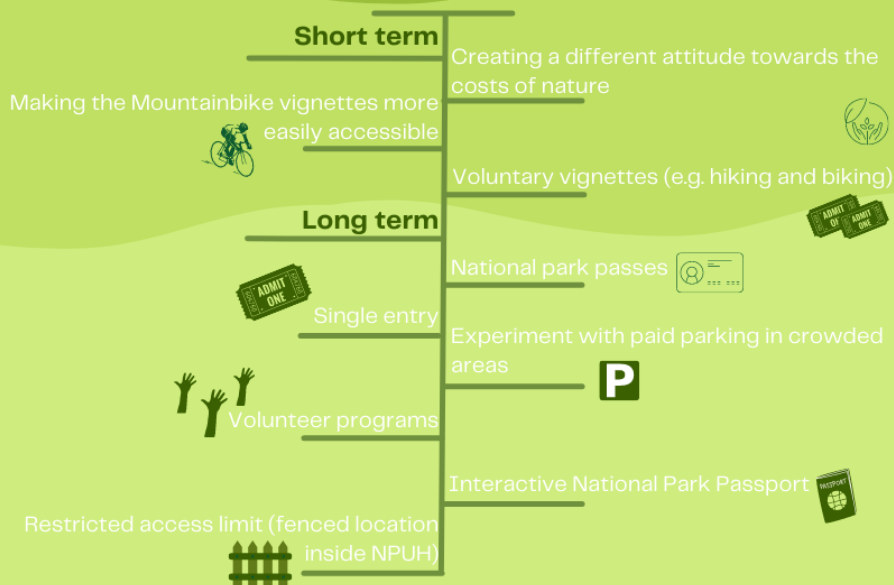 Short term
Creating a different attitude towards the
costs of nature
Making the Mountainbike vignettes more
easily accessible
Voluntary vignettes (e.g. hiking and biking)
ADMIT
ADMIT
ONE
Long term
National park passes
ADMIT
ONE
Single entry
Experiment with paid parking in crowded
areas
P
Volunteer programs
Interactive National Park Passport
PASSPORT
Restricted access limit (fenced location
inside NPUH)